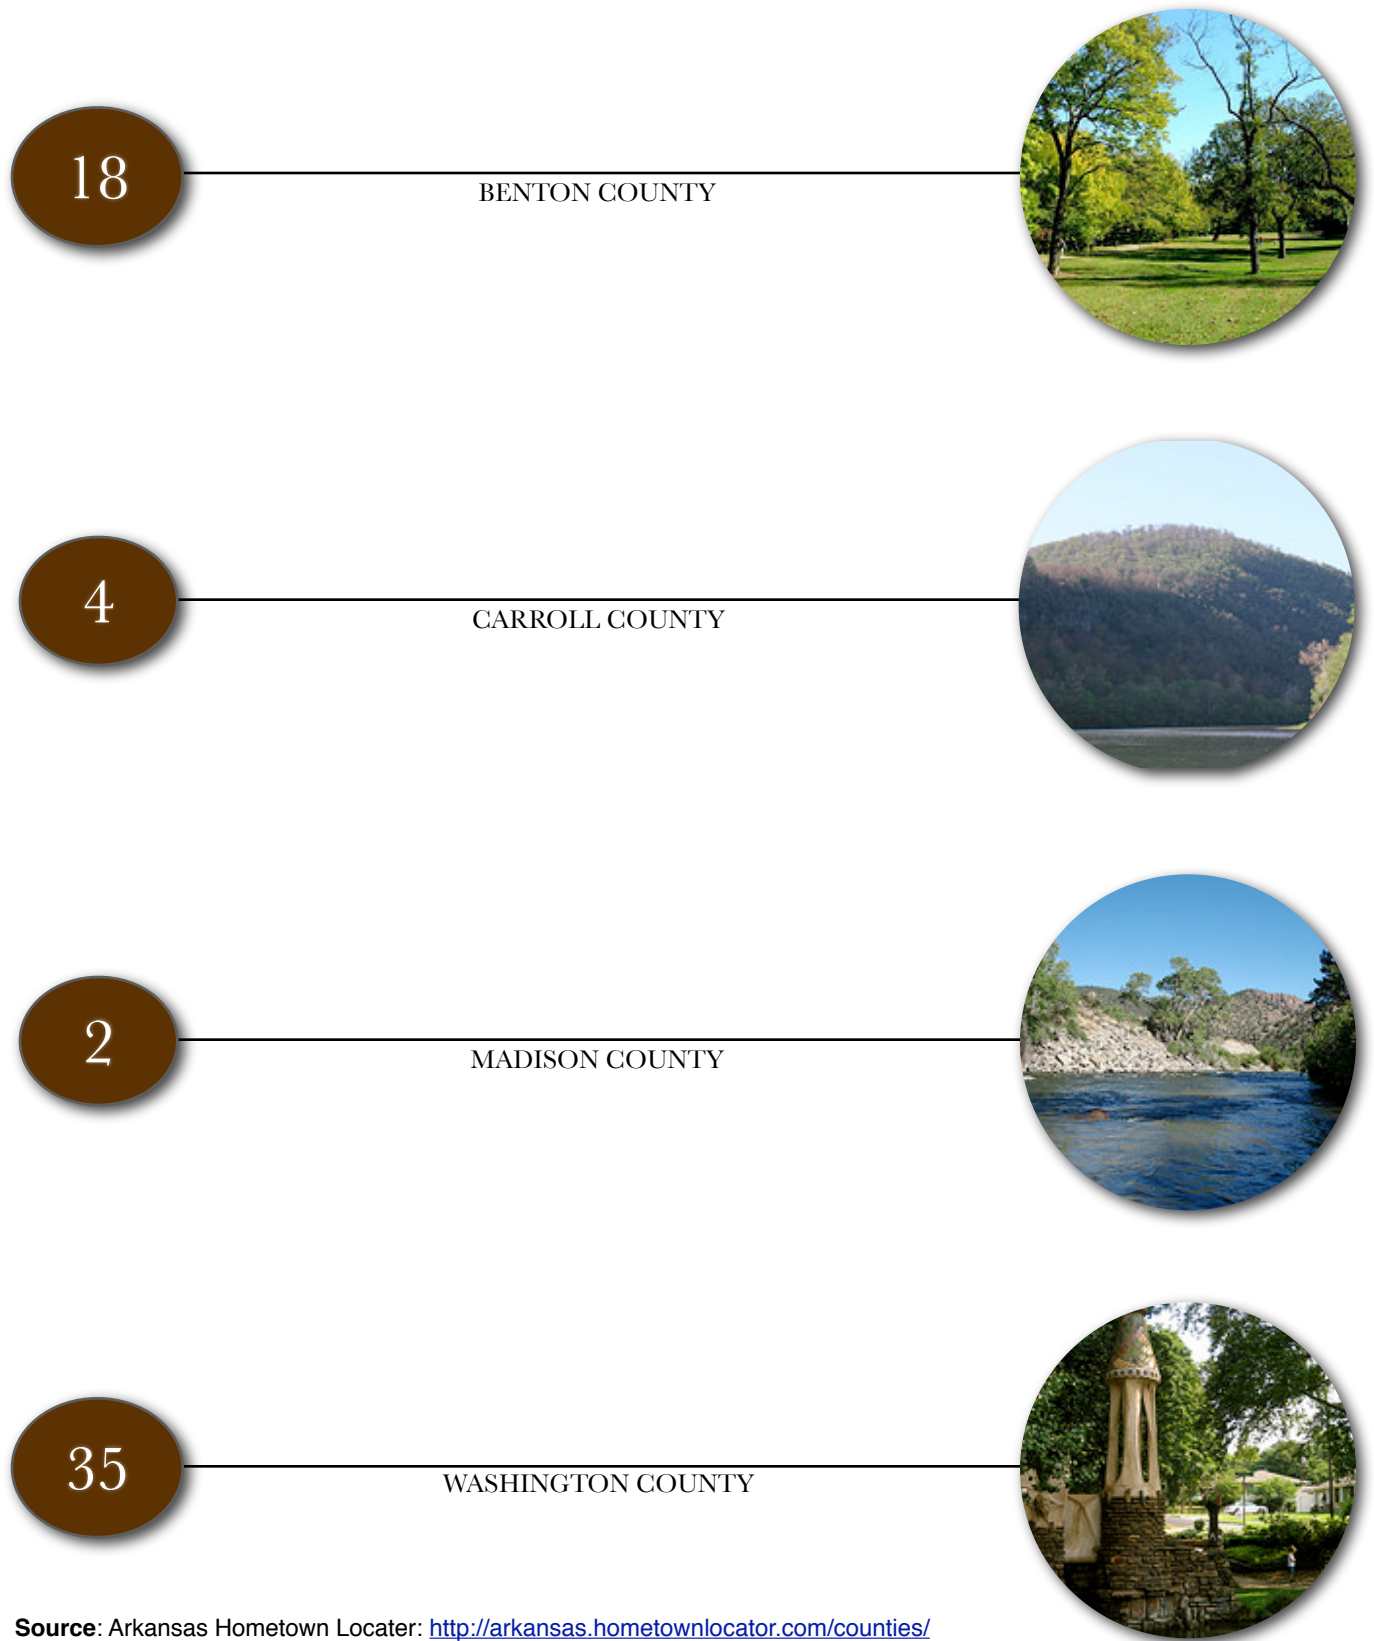 18
BENTON COUNTY
4
CARROLL COUNTY
2
MADISON COUNTY
35
WASHINGTON COUNTY
Source: Arkansas Hometown Locater: http://arkansas.hometownlocator.com/counties/